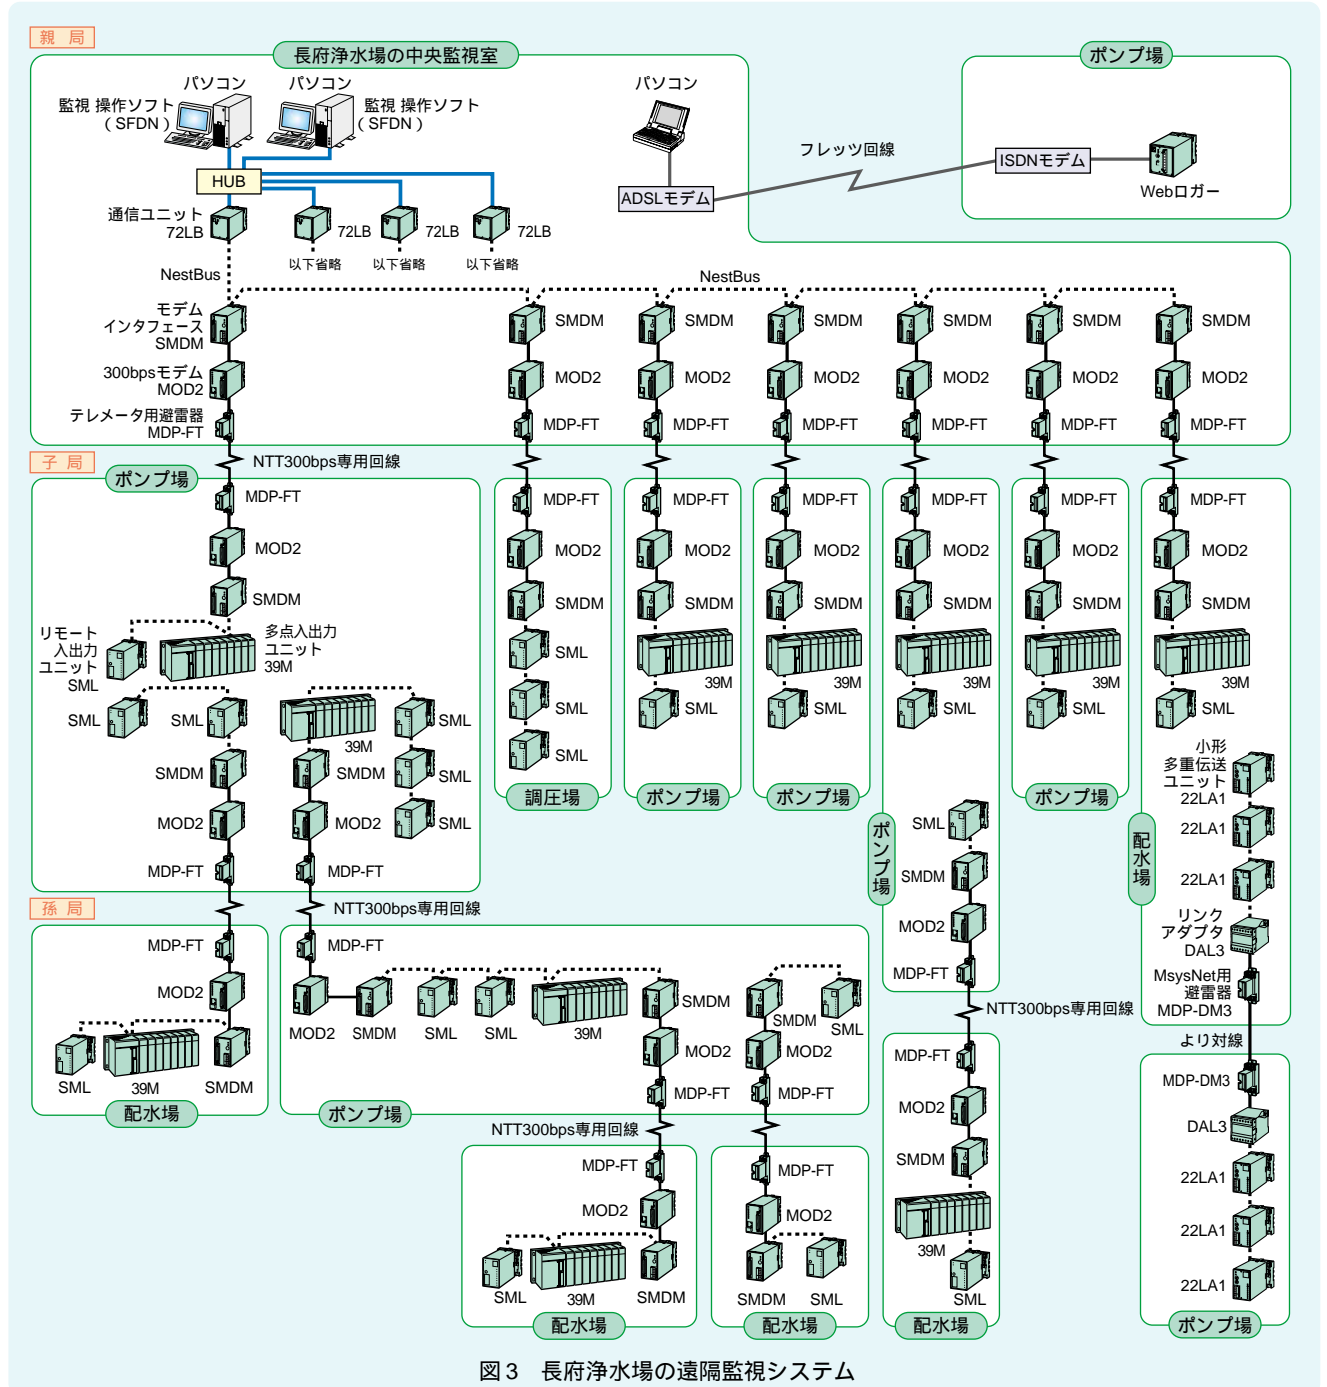 親 局
長府浄水場の中央監視室
ポンプ場
パソコン
パソコン
パソコン
監視 操作ソフト
( SFDN )
監視 操作ソフト
( SFDN )
フレッツ回線
ISDNモデム
HUB
ADSLモデム
Webロガー
通信ユニット
72LB
72LB
72LB
72LB
以下省略
以下省略
以下省略
NestBus
NestBus
モデム
インタフェース
SMDM
SMDM
SMDM
SMDM
SMDM
SMDM
SMDM
300bpsモデム
MOD2
MOD2
MOD2
MOD2
MOD2
MOD2
MOD2
テレメータ用避雷器
MDP-FT
MDP-FT
MDP-FT
MDP-FT
MDP-FT
MDP-FT
MDP-FT
子 局
NTT300bps専用回線
ポンプ場
MDP-FT
MDP-FT
MDP-FT
MDP-FT
MDP-FT
MDP-FT
MDP-FT
MOD2
MOD2
MOD2
MOD2
MOD2
MOD2
MOD2
SMDM
SMDM
SMDM
SMDM
SMDM
SMDM
SMDM
リモート
入出力
ユニット
SML
多点入出力
ユニット
39M
SML
39M
39M
39M
39M
39M
SML
SML
SML
SML
SML
SML
SML
SML
SML
39M
SML
SMDM
SMDM
SML
SML
MOD2
MOD2
SML
MDP-FT
MDP-FT
調圧場
ポンプ場
ポンプ場
ポンプ場
小形
多重伝送
ユニット
22LA1
22LA1
22LA1
リンク
アダプタ
DAL3
MsysNet用
避雷器
MDP-DM3
配水場
ポンプ場
SML
SMDM
MOD2
MDP-FT
NTT300bps専用回線
孫 局
NTT300bps専用回線
MDP-FT
MOD2
SML
39M
SMDM
配水場
MDP-FT
MOD2
SMDM
SML
SML
39M
SMDM
SMDM
SML
MOD2
MOD2
MDP-FT
MDP-FT
ポンプ場
NTT300bps専用回線
MDP-FT
MOD2
SML
39M
SMDM
配水場
MDP-FT
MOD2
SMDM
SML
配水場
MDP-FT
MOD2
SMDM
39M
SML
配水場
より対線
MDP-DM3
DAL3
22LA1
22LA1
22LA1
ポンプ場
図3 長府浄水場の遠隔監視システム